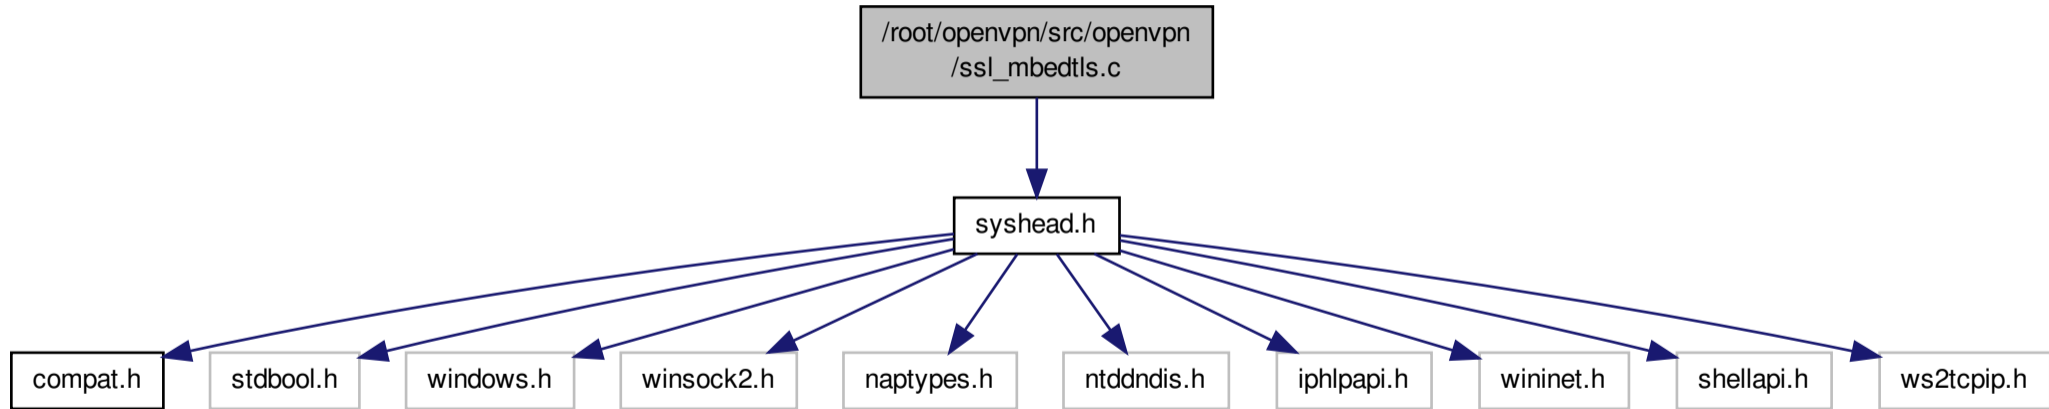 /root/openvpn/src/openvpn
/ssl_mbedtls.c
syshead.h
compat.h
stdbool.h
windows.h
winsock2.h
naptypes.h
ntddndis.h
iphlpapi.h
wininet.h
shellapi.h
ws2tcpip.h